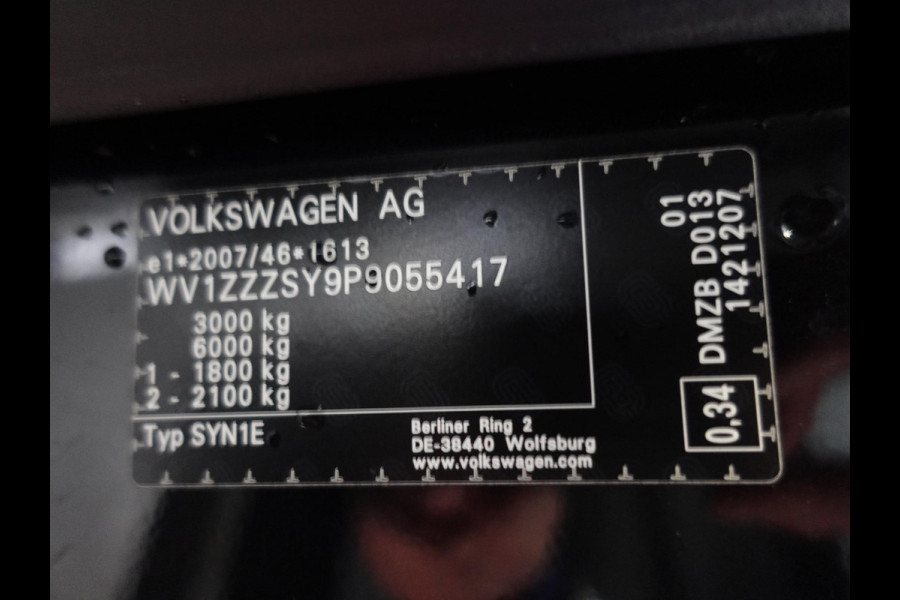 VOLKSWAGEN AG
e1*2007/46*1613
WV1ZZZSY9P9055417
3000 kg
6000 kg
1 - 1800 kg
2 - 2100 kg
Typ SYN1E
Berliner Ring 2
DE-38440 Wolfsburg
www.volkswagen.com
01
DMZB D013
1421207
0,34